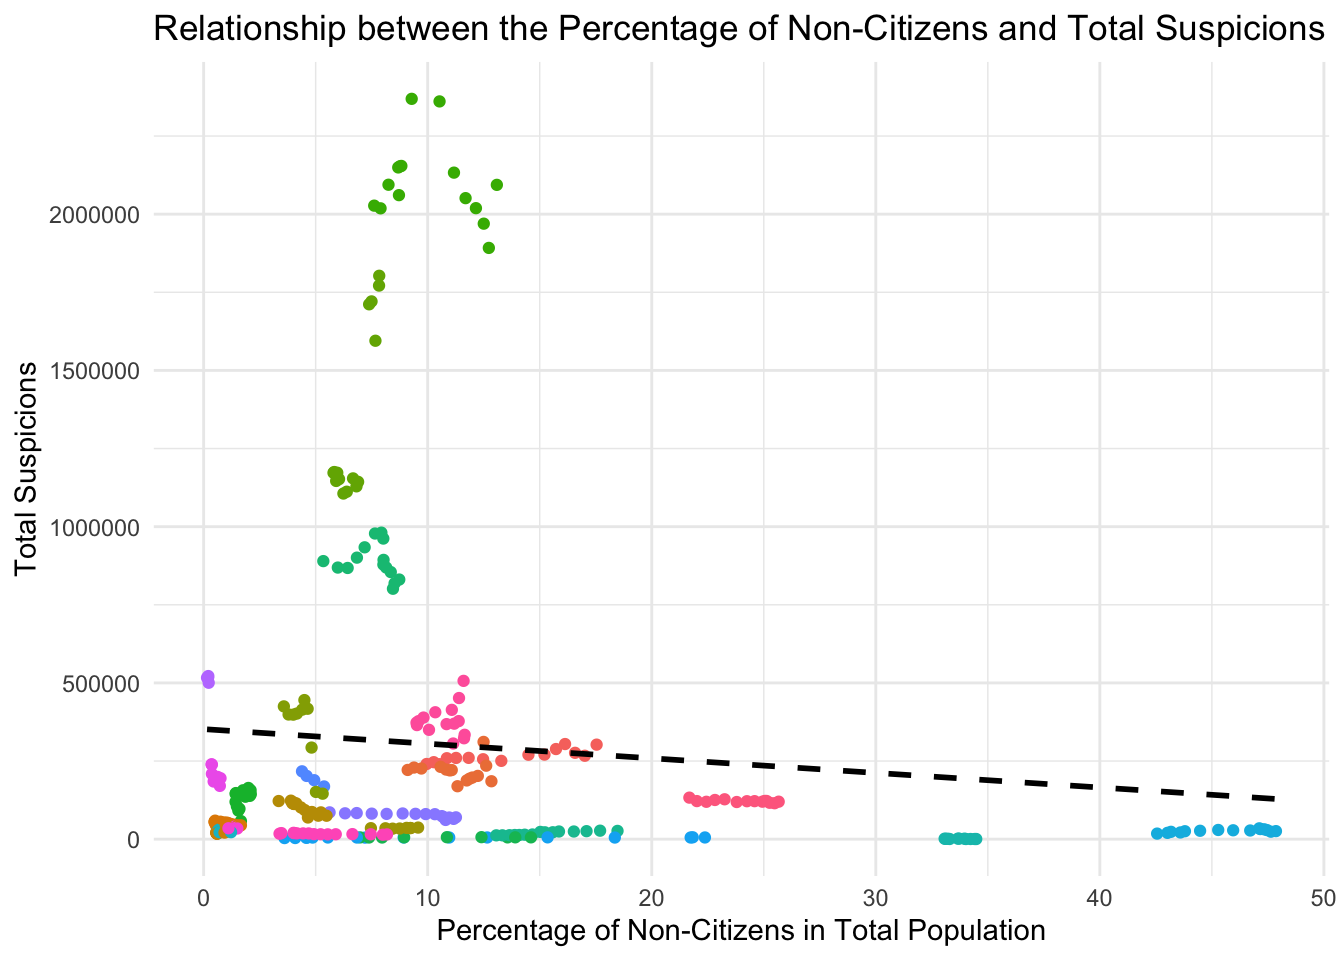 Relationship between the Percentage of Non-Citizens and Total Suspicions
Total Suspicions
2000000
1500000
1000000
500000
0
0 10 20 30 40 50
Percentage of Non-Citizens in Total Population